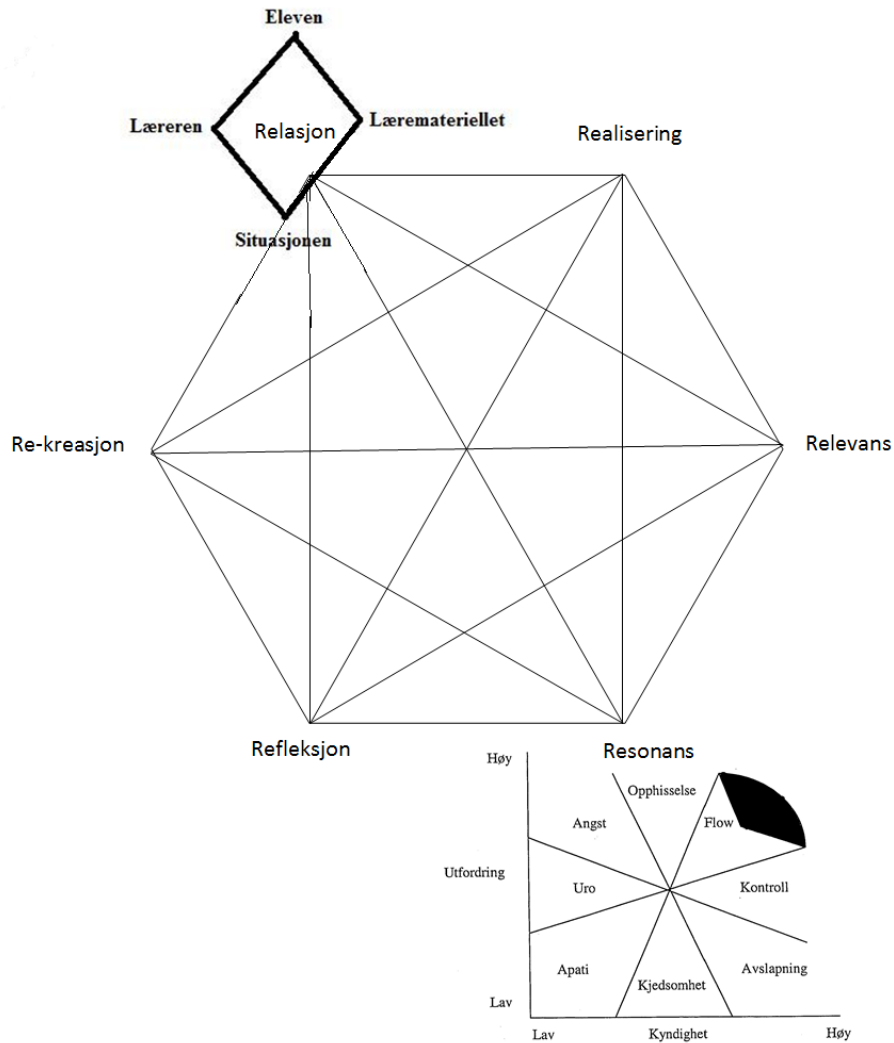 Eleven
Læreren
Relasjon
Læremateriellet
Realisering
Situasjonen
Re-kreasjon
Relevans
Refleksjon
Resonans
Høy
Opphisselse
Angst
Flow
Utfordring
Uro
Kontroll
Apati
Kjedsomhet
Avslapning
Lav
Lav
Kyndighet
Høy